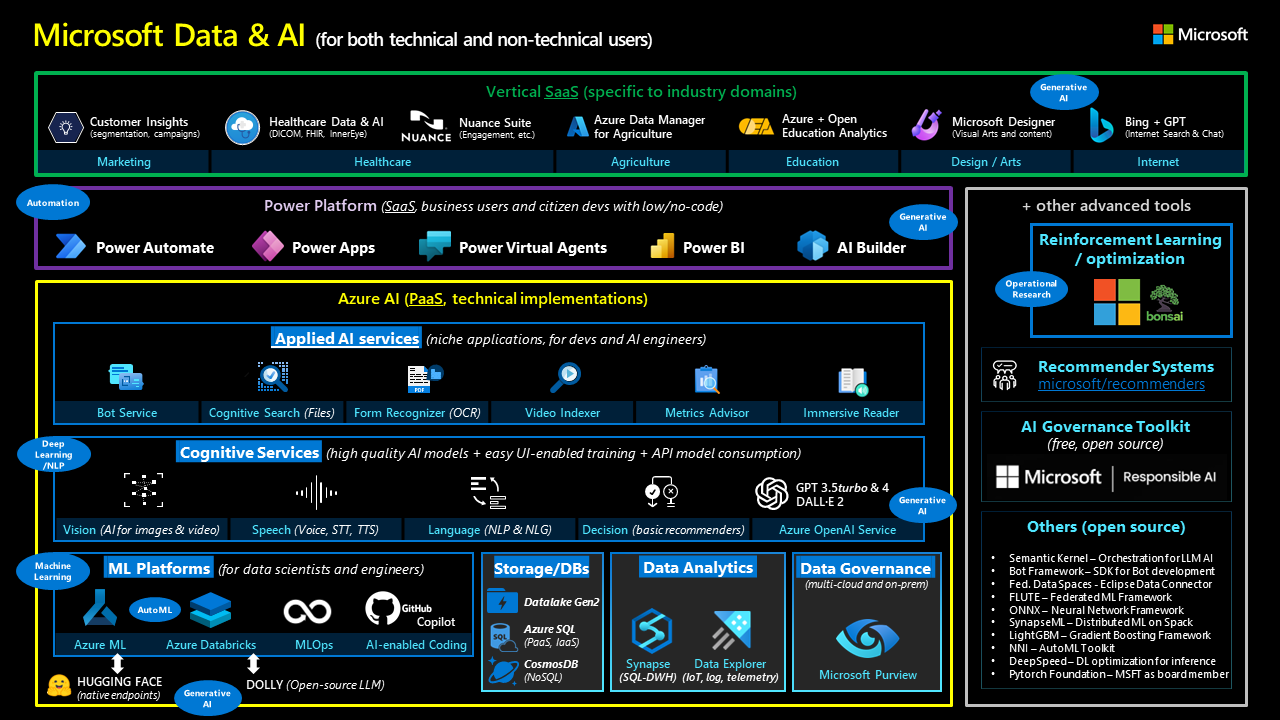 Microsoft Data & AI (for both technical and non-technical users)
Microsoft
Vertical SaaS (specific to industry domains)
Generative
AI
Customer Insights
(segmentation, campaigns)
Healthcare Data & AI
(DICOM, FHIR, InnerEye)
NUANCE
Nuance Suite
(Engagement, etc.)
Azure Data Manager
for Agriculture
Azure + Open
Education Analytics
Microsoft Designer
(Visual Arts and content)
Bing + GPT
(Internet Search & Chat)
Marketing
Healthcare
Agriculture
Education
Design / Arts
Internet
Automation
Power Platform (SaaS, business users and citizen devs with low/no-code)
Generative
AI
Power Automate
Power Apps
Power Virtual Agents
Power BI
AI Builder
Azure AI (PaaS, technical implementations)
Applied AI services (niche applications, for devs and AI engineers)
PDF
Bot Service
Cognitive Search (Files)
Form Recognizer (OCR)
Video Indexer
Metrics Advisor
Immersive Reader
Deep
Learning
/NLP
Cognitive Services (high quality AI models + easy UI-enabled training + API model consumption)
GPT 3.5turbo & 4
DALL·E 2
Generative
AI
Vision (AI for images & video)
Speech (Voice, STT, TTS)
Language (NLP & NLG)
Decision (basic recommenders)
Azure OpenAI Service
Machine
Learning
ML Platforms (for data scientists and engineers)
AutoML
GitHub
Copilot
Azure ML
Azure Databricks
MLOps
AI-enabled Coding
HUGGING FACE
(native endpoints)
Generative
AI
DOLLY (Open-source LLM)
Storage/DBs
Datalake Gen2
SQL
Azure SQL
(PaaS, IaaS)
CosmosDB
(NoSQL)
Data Analytics
Synapse
(SQL-DWH)
Data Explorer
(IoT, log, telemetry)
Data Governance
(multi-cloud and on-prem)
Microsoft Purview
+ other advanced tools
Reinforcement Learning
/ optimization
Operational
Research
bonsai
Recommender Systems
microsoft/recommenders
AI Governance Toolkit
(free, open source)
Microsoft | Responsible AI
Others (open source)
• Semantic Kernel – Orchestration for LLM AI
• Bot Framework – SDK for Bot development
• Fed. Data Spaces - Eclipse Data Connector
• FLUTE – Federated ML Framework
• ONNX – Neural Network Framework
• SynapseML – Distributed ML on Spack
• LightGBM – Gradient Boosting Framework
• NNI – AutoML Toolkit
• DeepSpeed – DL optimization for inference
• Pytorch Foundation – MSFT as board member